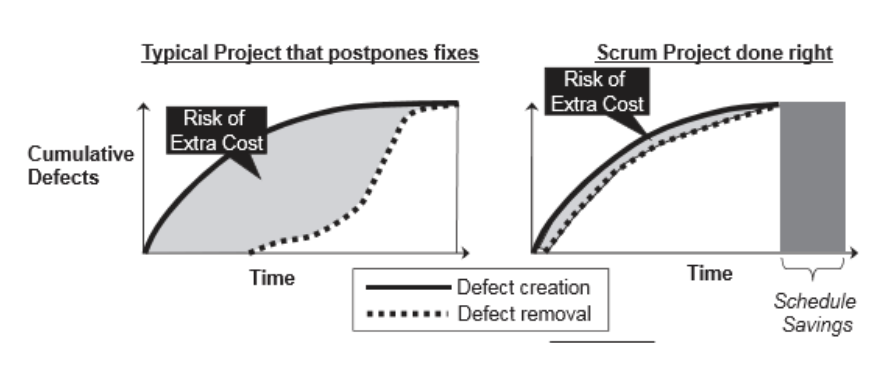 Typical Project that postpones fixes
Scrum Project done right
Risk of
Extra Cost
Risk of
Extra Cost
Cumulative
Defects
Time
Time
Defect creation
Defect removal
Schedule
Savings